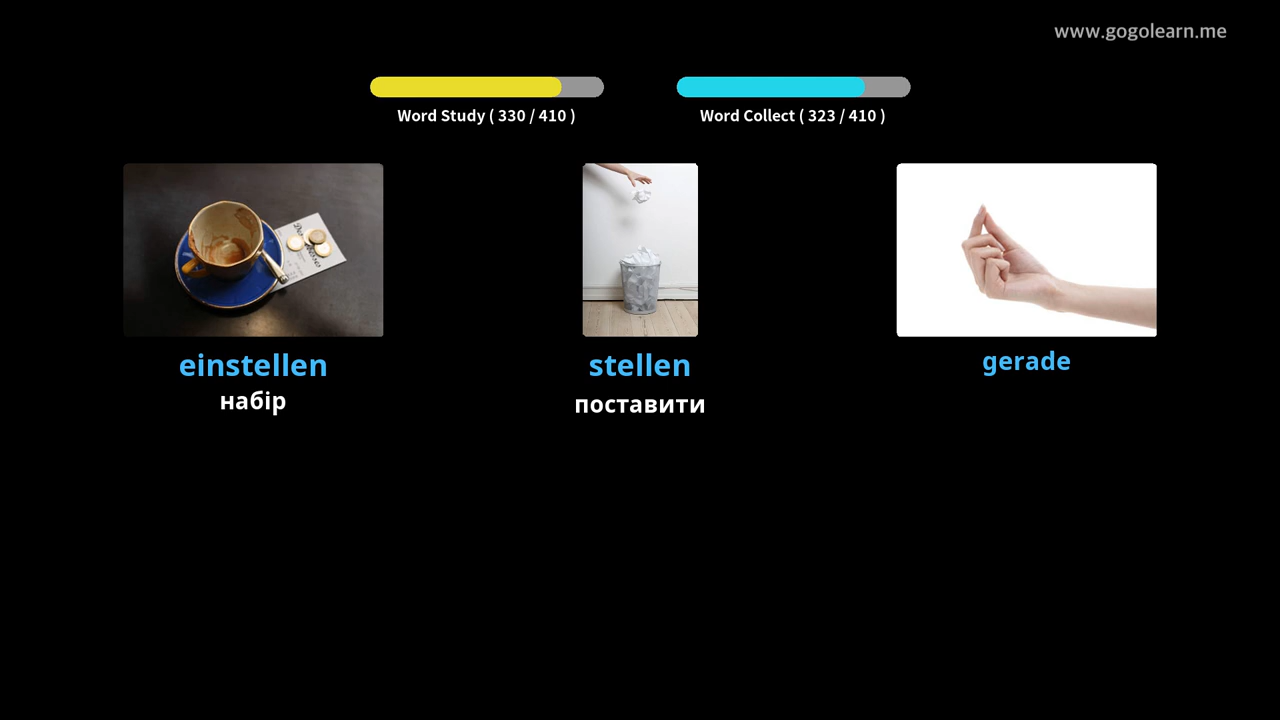 www.gogolearn.me
Word Study ( 330 / 410 )
Word Collect ( 323 / 410 )
einstellen
stellen
gerade
набір
поставити